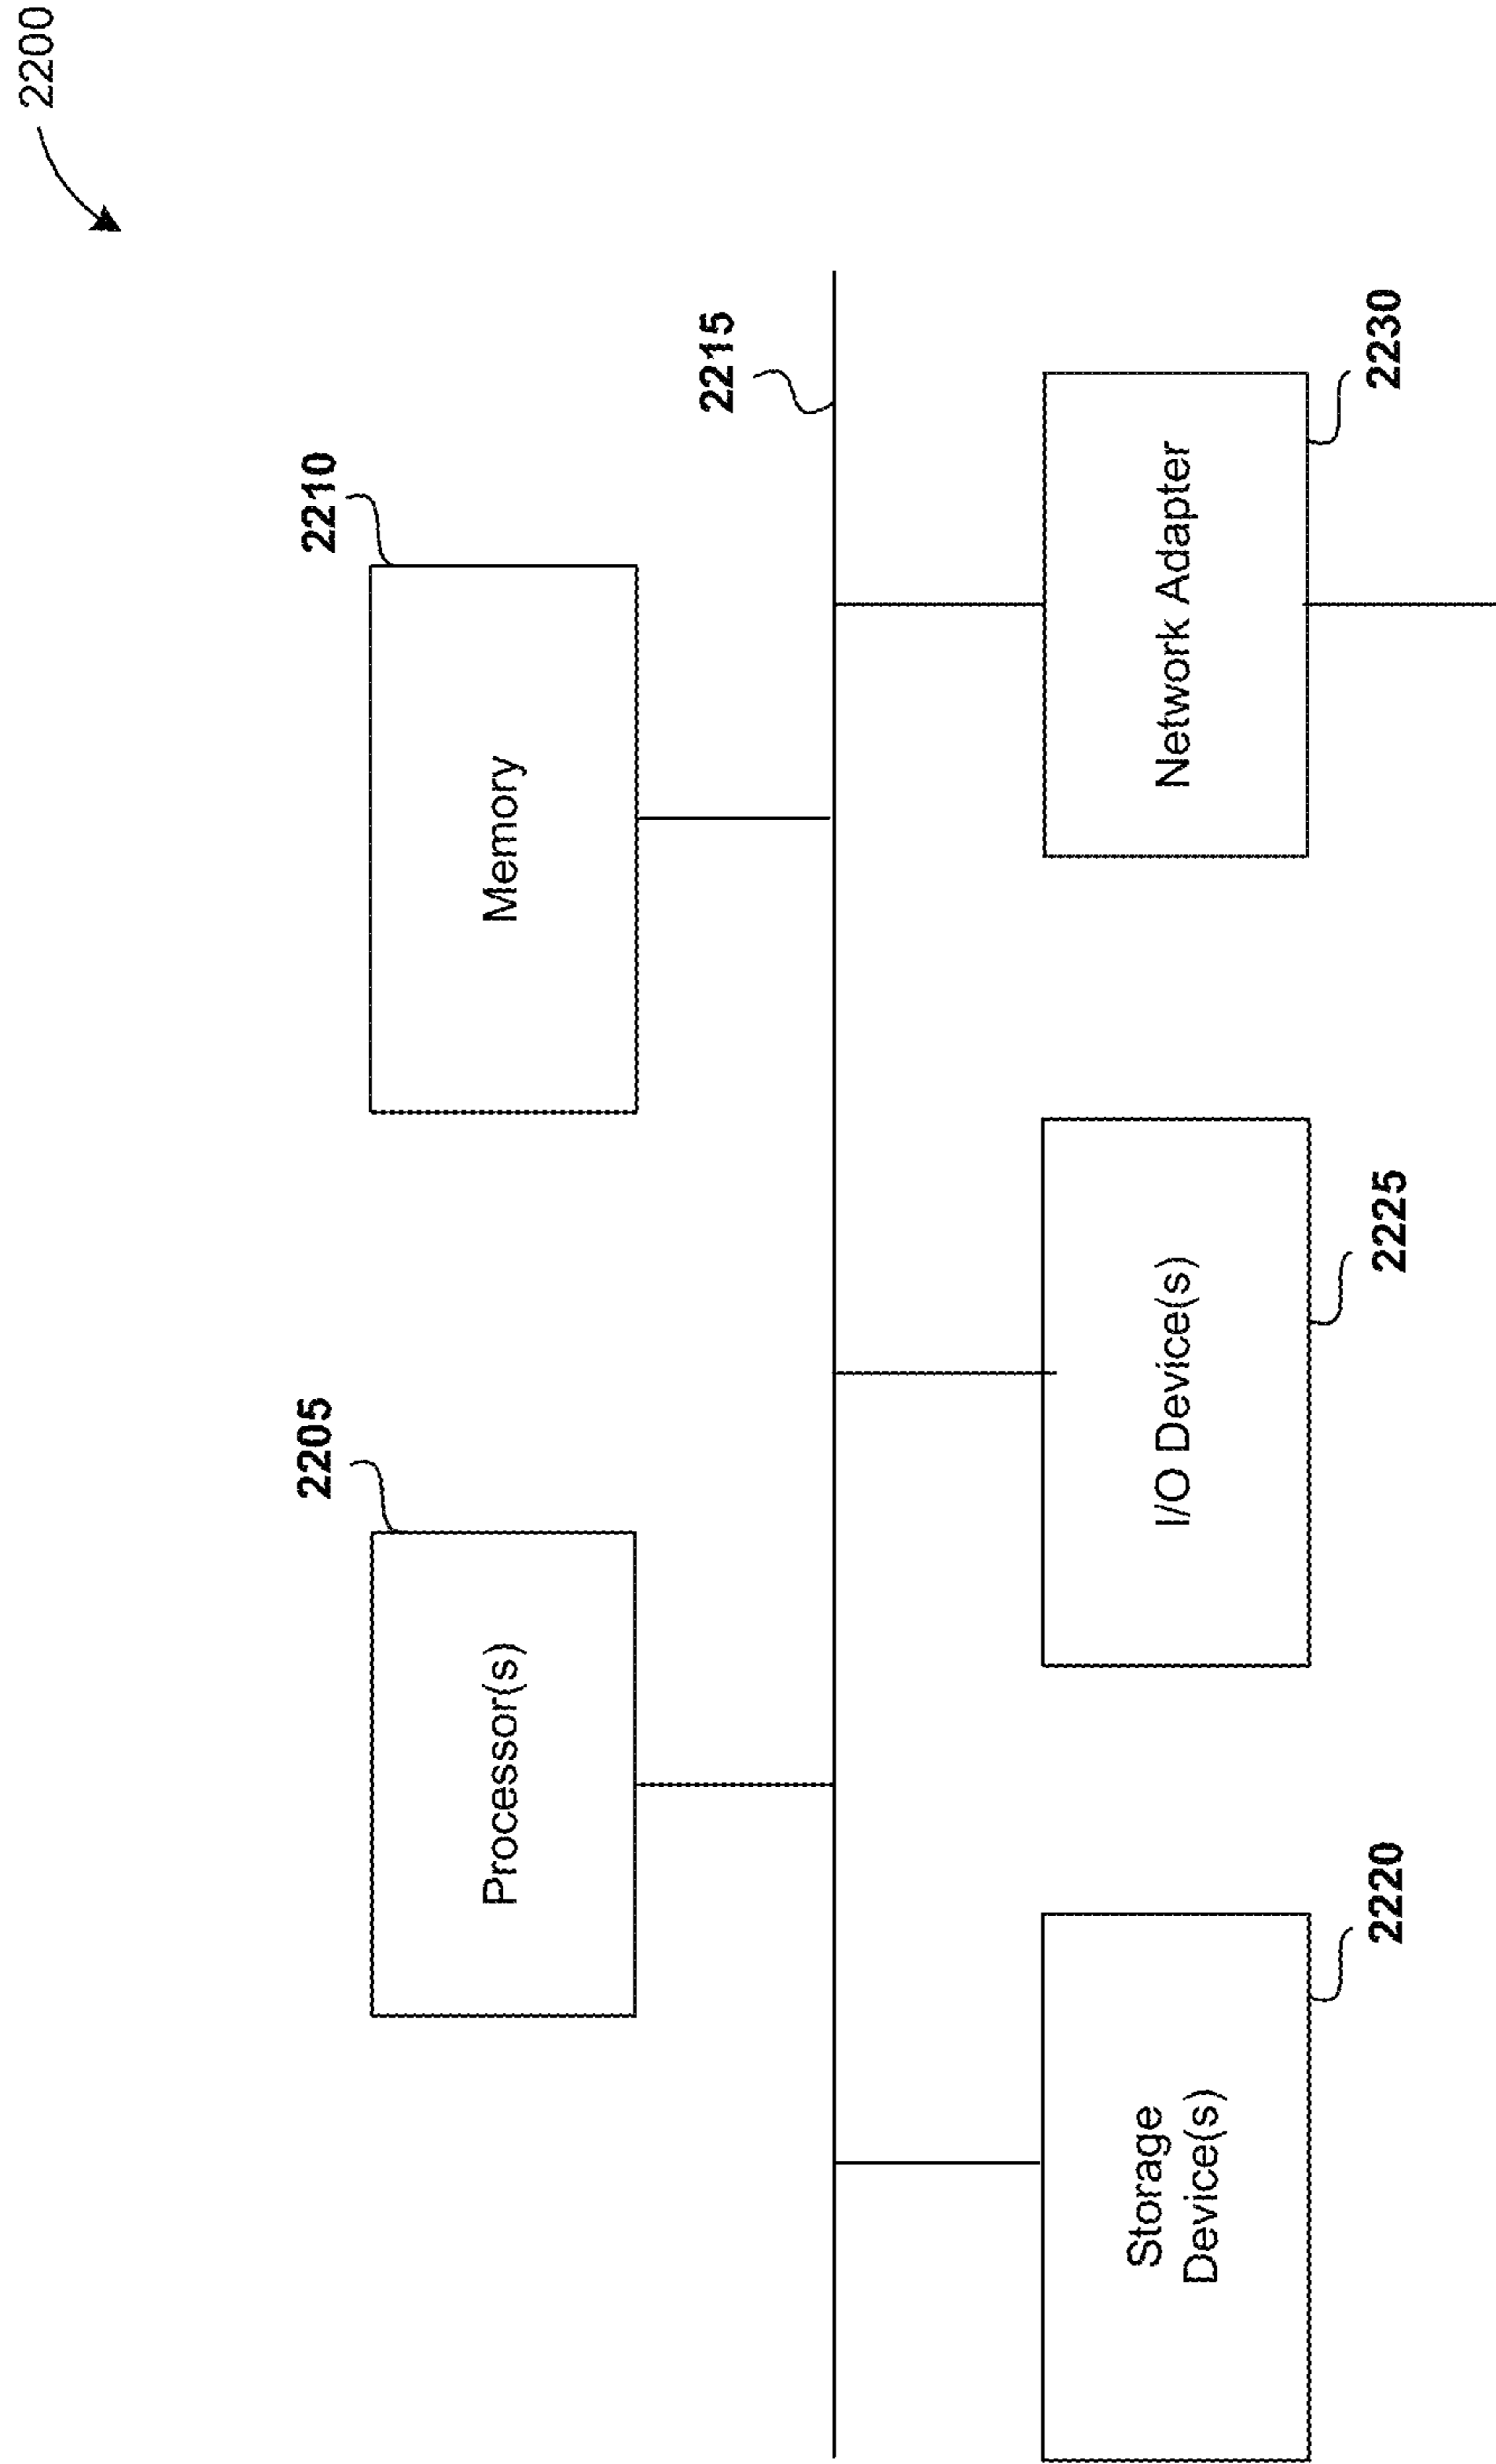 2200
2205
2210
Processor(s)
Memory
2215
Storage
Device(s)
I/O Device(s)
Network Adapter
2220
2225
2230